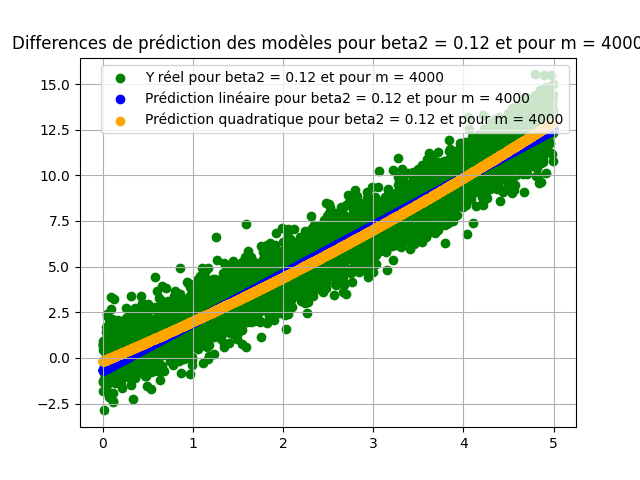 Differences de prédiction des modèles pour beta2 = 0.12 et pour m = 4000
Y réel pour beta2 = 0.12 et pour m = 4000
Prédiction linéaire pour beta2 = 0.12 et pour m = 4000
Prédiction quadratique pour beta2 = 0.12 et pour m = 4000
15.0
12.5
10.0
7.5
5.0
2.5
0.0
−2.5
0 1 2 3 4 5